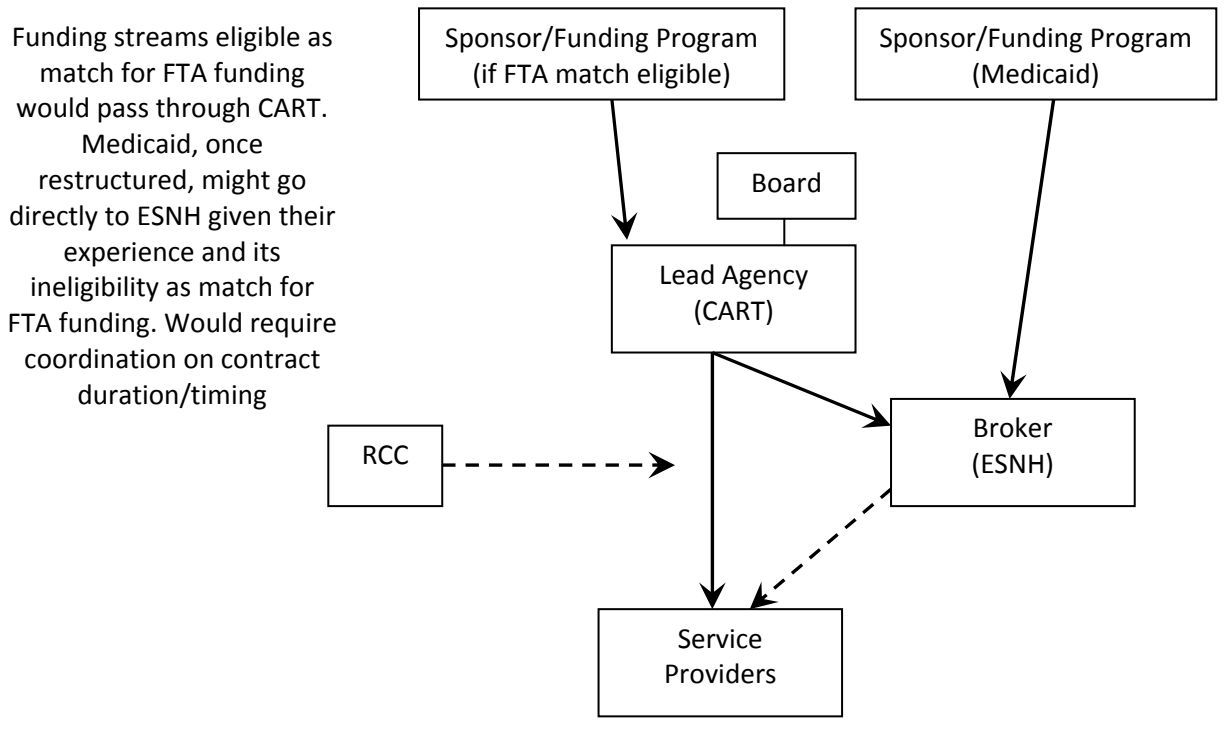 Funding streams eligible as
match for FTA funding
would pass through CART.
Medicaid, once
restructured, might go
directly to ESNH given their
experience and its
ineligibility as match for
FTA funding. Would require
coordination on contract
duration/timing
Sponsor/Funding Program
(if FTA match eligible)
Sponsor/Funding Program
(Medicaid)
Board
Lead Agency
(CART)
Broker
(ESNH)
RCC
Service
Providers